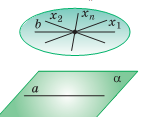 b x₂ xₙ x₁
α
a